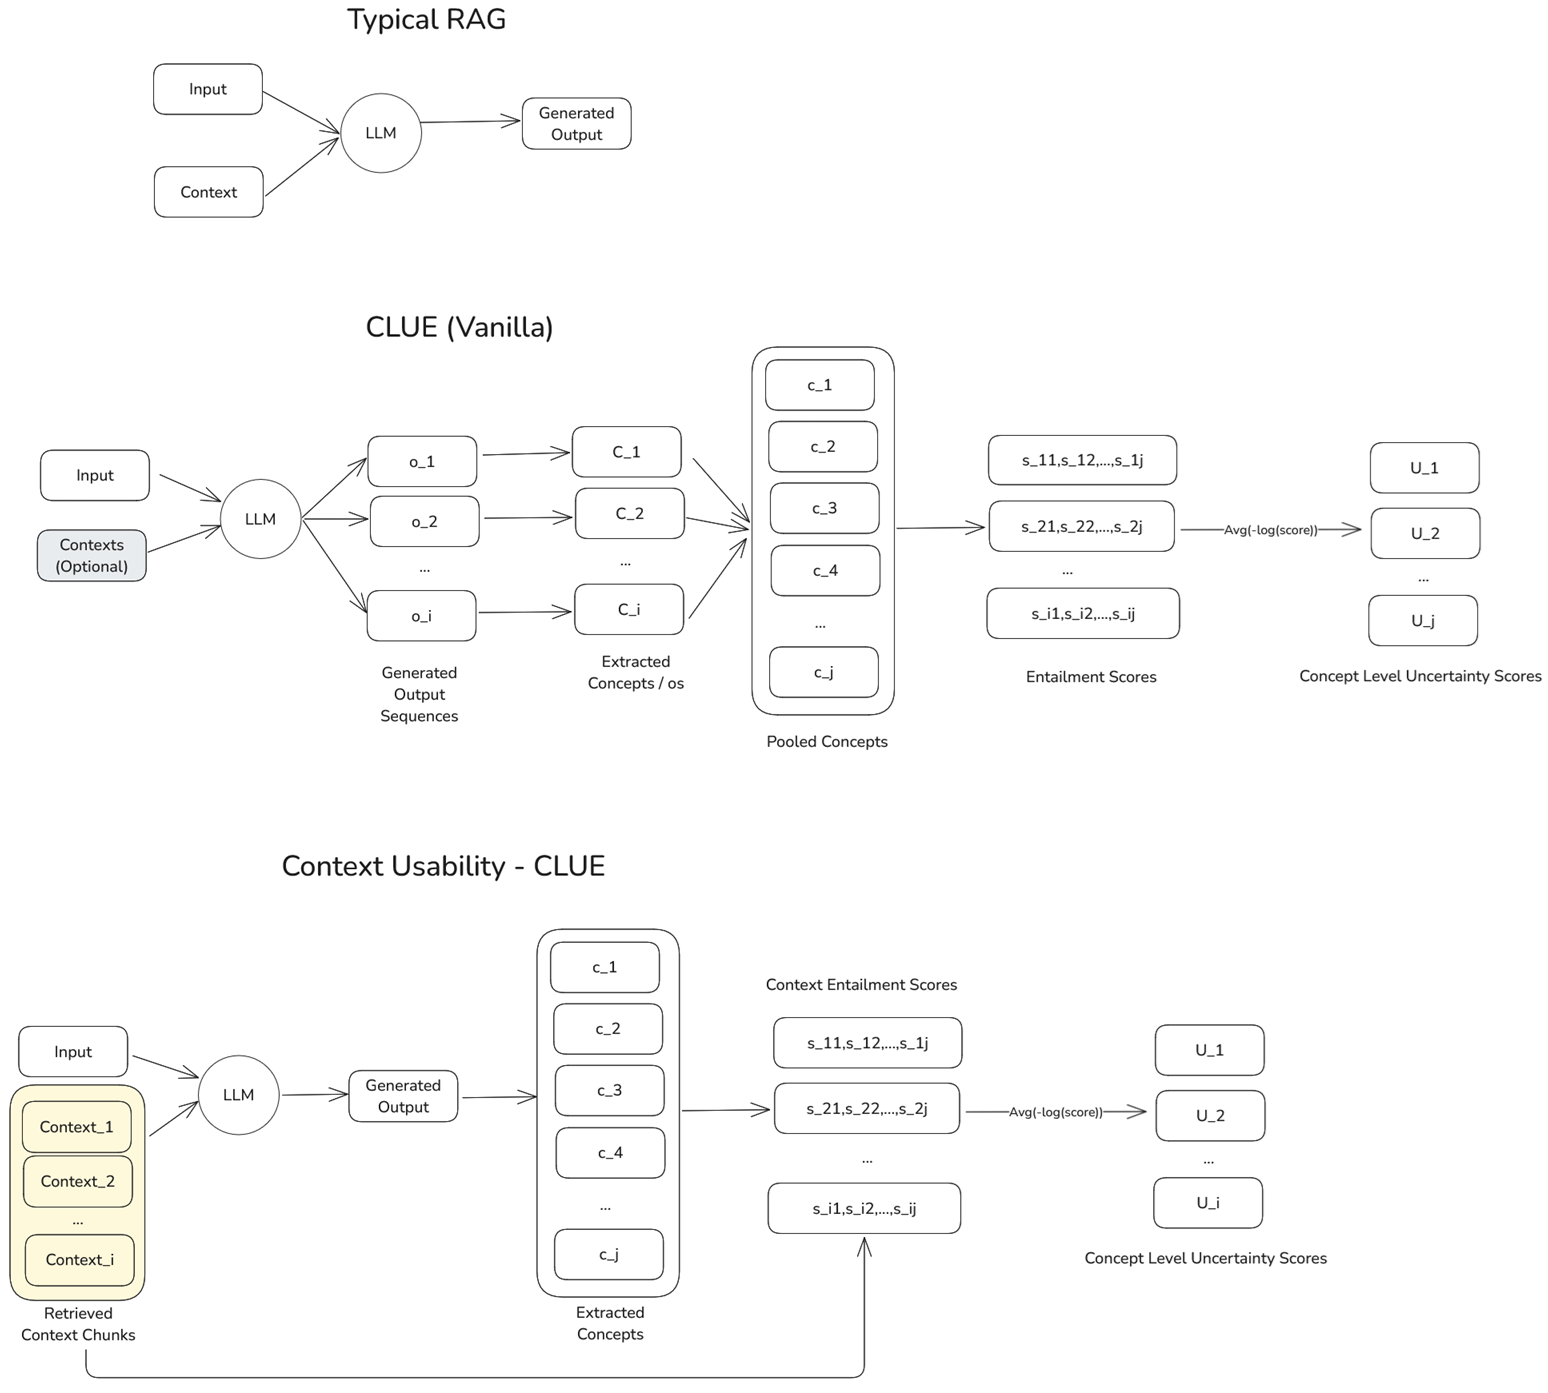 Typical RAG
Input
LLM
Generated
Output
Context
CLUE (Vanilla)
Input
Contexts
(Optional)
LLM
o_1
o_2
...
o_i
Generated
Output
Sequences
C_1
C_2
...
C_i
Extracted
Concepts / os
c_1
c_2
c_3
c_4
...
c_j
Pooled Concepts
s_11,s_12,...,s_1j
s_21,s_22,...,s_2j
...
s_i1,s_i2,...,s_ij
Entailment Scores
Avg(-log(score))
U_1
U_2
...
U_j
Concept Level Uncertainty Scores
Context Usability - CLUE
Input
Context_1
Context_2
...
Context_i
Retrieved
Context Chunks
LLM
Generated
Output
c_1
c_2
c_3
c_4
...
c_j
Extracted
Concepts
Context Entailment Scores
s_11,s_12,...,s_1j
s_21,s_22,...,s_2j
...
s_i1,s_i2,...,s_ij
Avg(-log(score))
U_1
U_2
...
U_i
Concept Level Uncertainty Scores